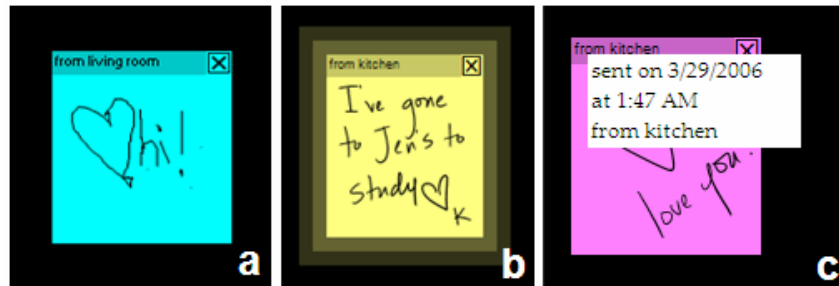 from living room
hi!
a
from kitchen
I've gone
to Jen's to
study
K
b
from kitchen
sent on 3/29/2006
at 1:47 AM
from kitchen
love you.
c